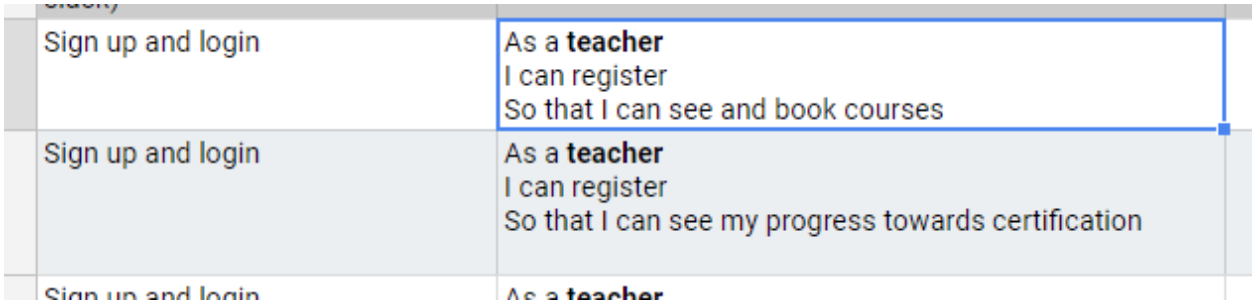 slack)
Sign up and login
As a teacher
I can register
So that I can see and book courses
Sign up and login
As a teacher
I can register
So that I can see my progress towards certification
Sign up and login
As a teacher